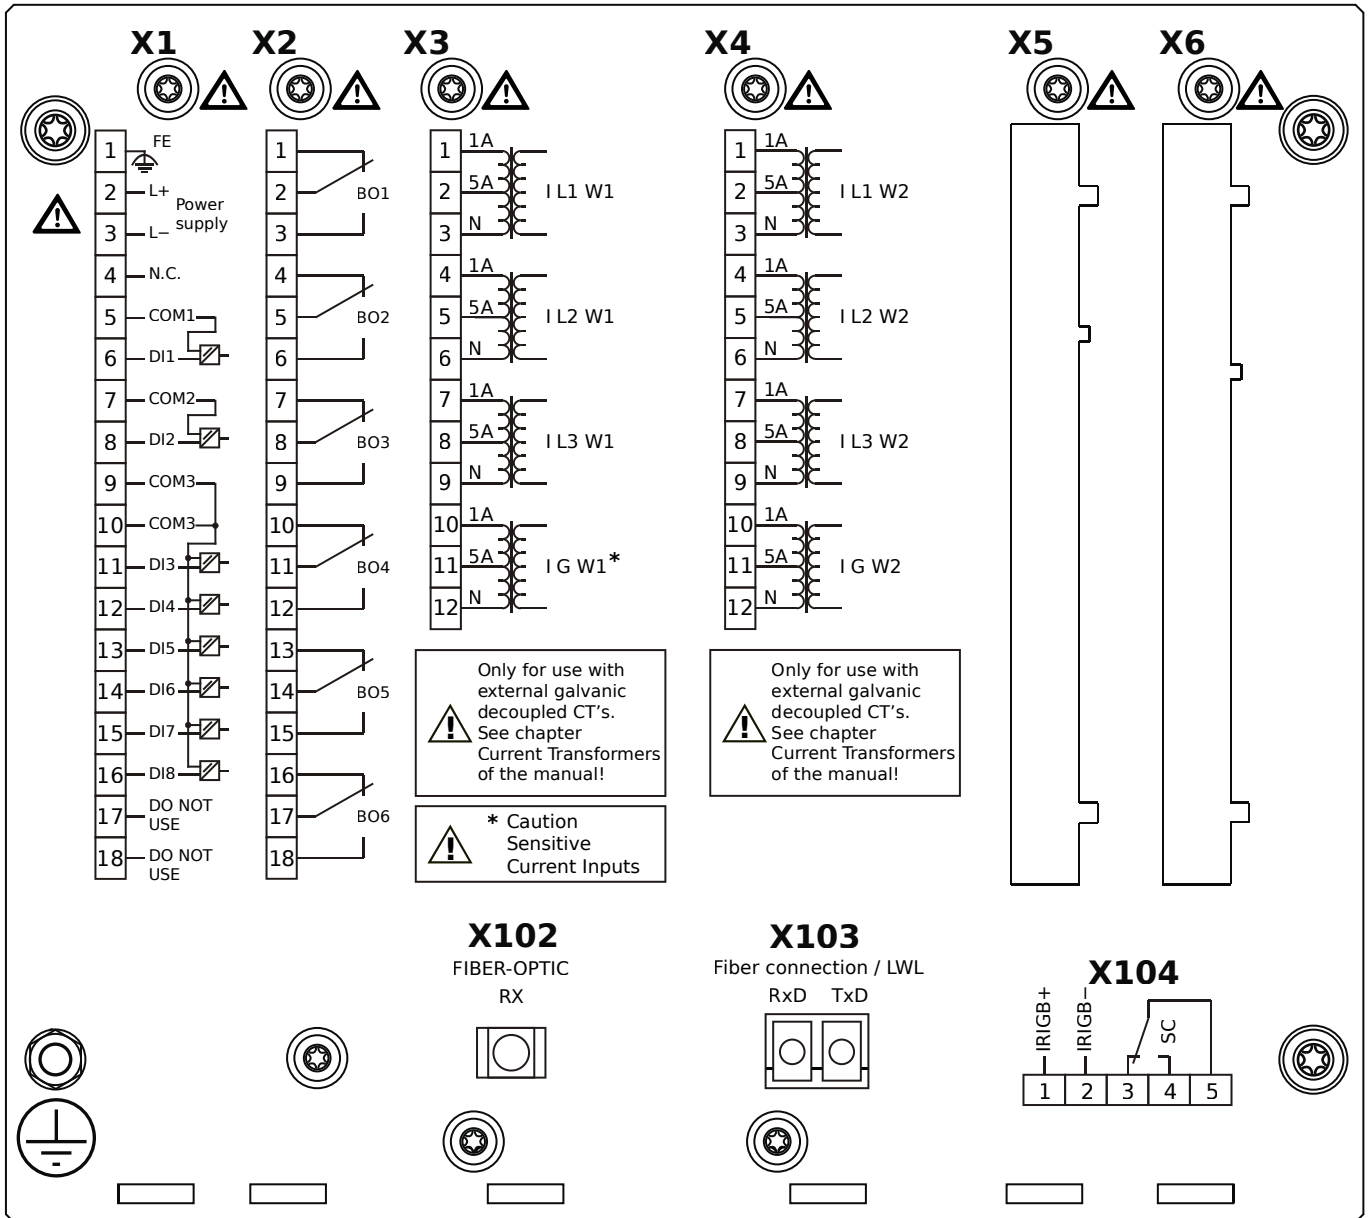 X1
X2
X3
X4
X5
X6
1
FE
2
L+
Power
supply
3
L−
4
N.C.
5
COM1
6
DI1
7
COM2
8
DI2
9
COM3
10
COM3
11
DI3
12
DI4
13
DI5
14
DI6
15
DI7
16
DI8
17
DO NOT
USE
18
DO NOT
USE
1
2
BO1
3
4
5
BO2
6
7
8
BO3
9
10
11
BO4
12
13
14
BO5
15
16
17
BO6
18
1
1A
2
5A
I L1 W1
3
N
4
1A
5
5A
I L2 W1
6
N
7
1A
8
5A
I L3 W1
9
N
10
1A
11
5A
I G W1*
12
N
Only for use with
external galvanic
decoupled CT's.
See chapter
Current Transformers
of the manual!
* Caution
Sensitive
Current Inputs
1
1A
2
5A
I L1 W2
3
N
4
1A
5
5A
I L2 W2
6
N
7
1A
8
5A
I L3 W2
9
N
10
1A
11
5A
I G W2
12
N
Only for use with
external galvanic
decoupled CT's.
See chapter
Current Transformers
of the manual!
X102
FIBER-OPTIC
RX
X103
Fiber connection / LWL
RxD TxD
X104
IRIGB+
IRIGB−
SC
1 2 3 4 5